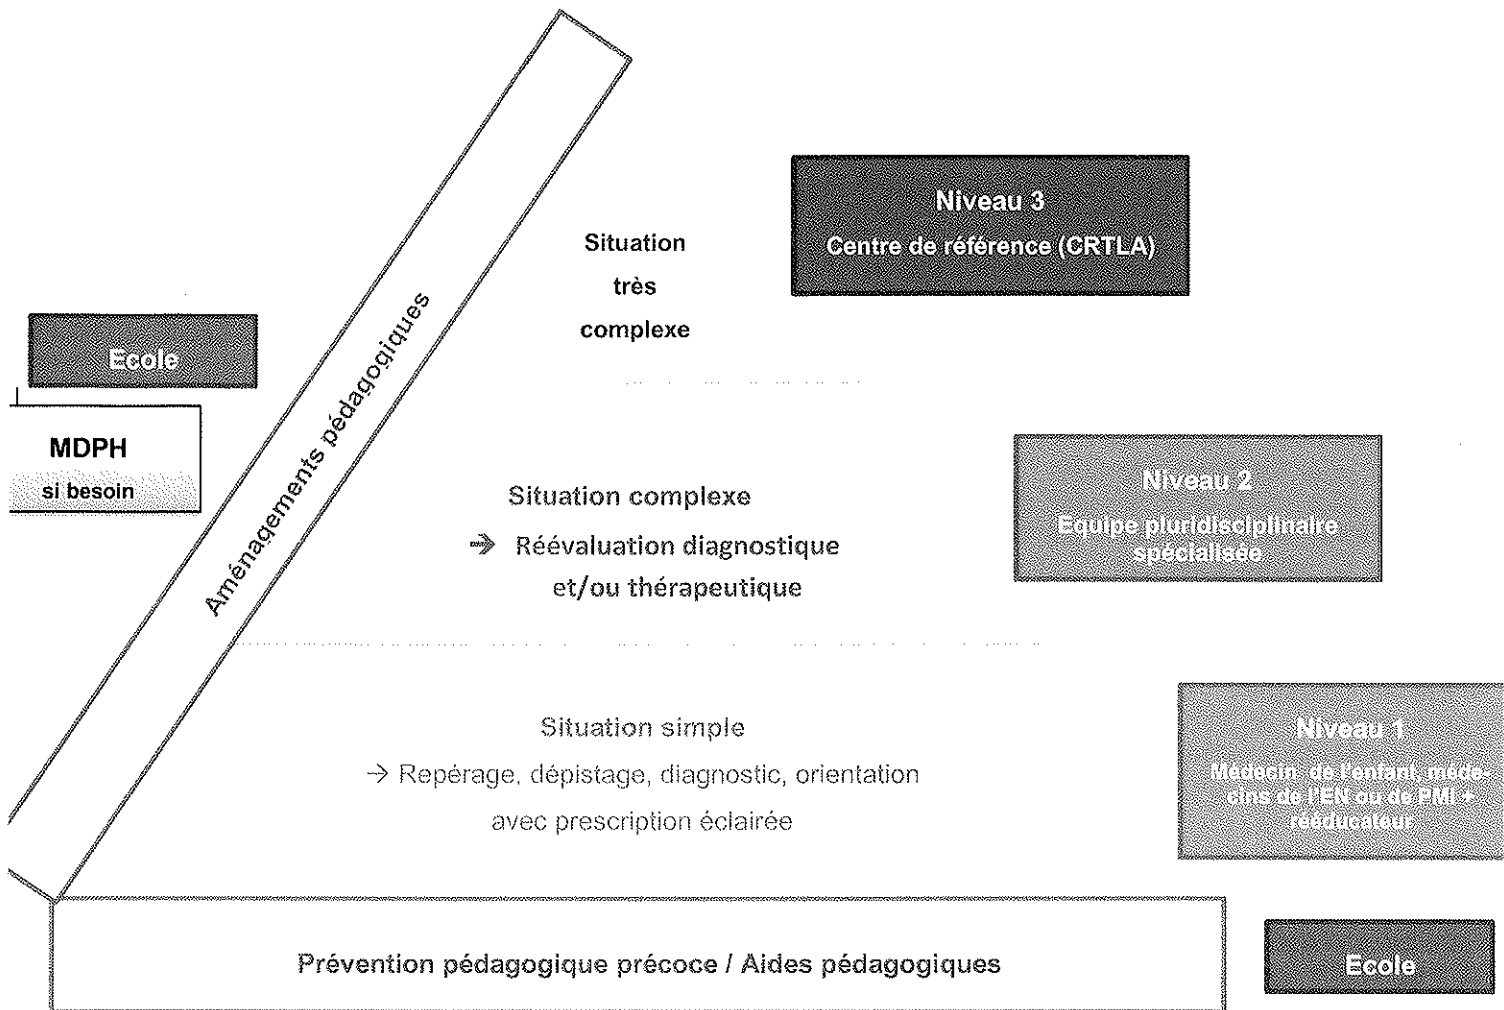 Niveau 3
Centre de référence (CRTLA)
Situation
très
complexe
Ecole
MDPH
si besoin
Aménagements pédagogiques
Niveau 2
Equipe pluridisciplinaire
spécialisée
Situation complexe
→ Réévaluation diagnostique
et/ou thérapeutique
Situation simple
→ Repérage, dépistage, diagnostic, orientation
avec prescription éclairée
Niveau 1
Médecin de l'enfant, méde-
cins de l'EN ou de PMI +
rééducateur
Prévention pédagogique précoce / Aides pédagogiques
Ecole